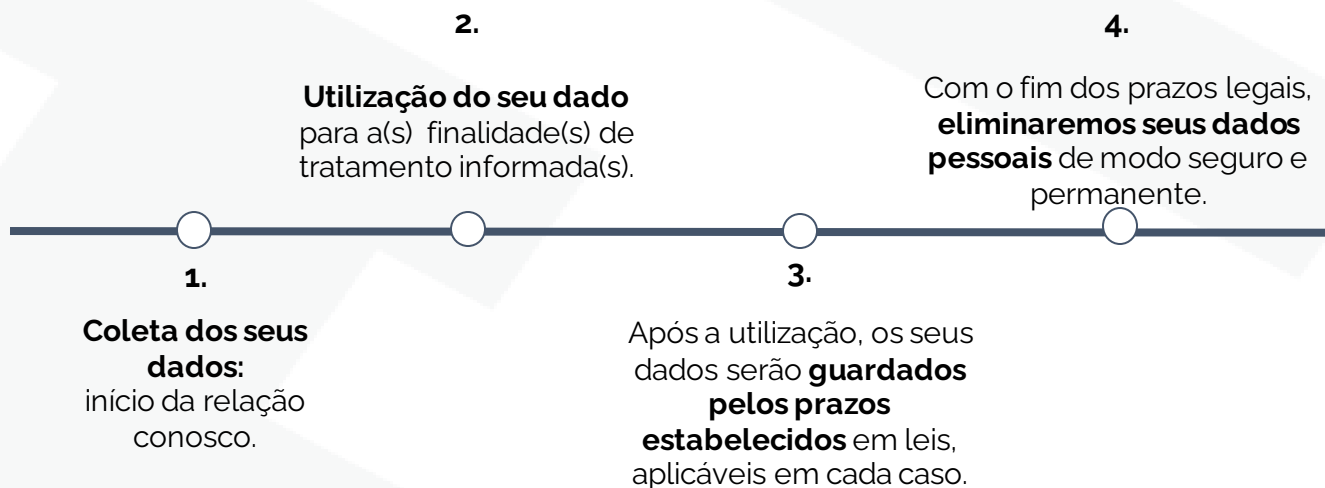 1.
Coleta dos seus
dados:
início da relação
conosco.
2.
Utilização do seu dado
para a(s) finalidade(s) de
tratamento informada(s).
3.
Após a utilização, os seus
dados serão guardados
pelos prazos
estabelecidos em leis,
aplicáveis em cada caso.
4.
Com o fim dos prazos legais,
eliminaremos seus dados
pessoais de modo seguro e
permanente.